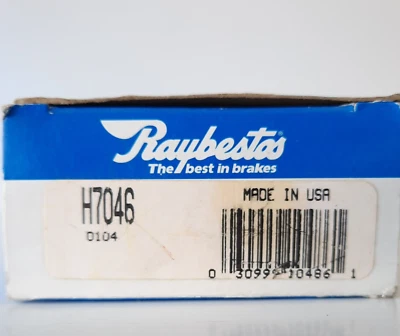 Raybestos®
The best in brakes
H7046
0104
MADE IN USA
0 30999 10486 1